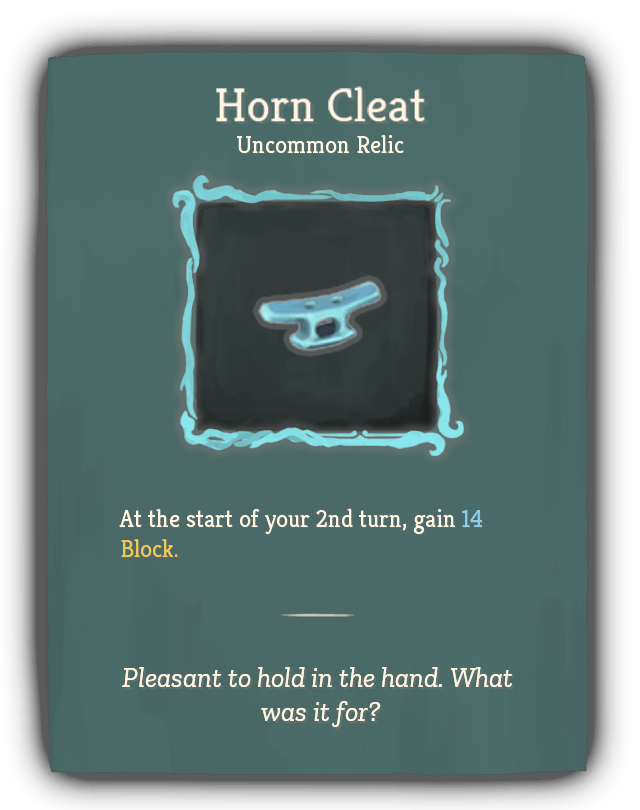 Horn Cleat
Uncommon Relic
At the start of your 2nd turn, gain 14
Block.
Pleasant to hold in the hand. What
was it for?